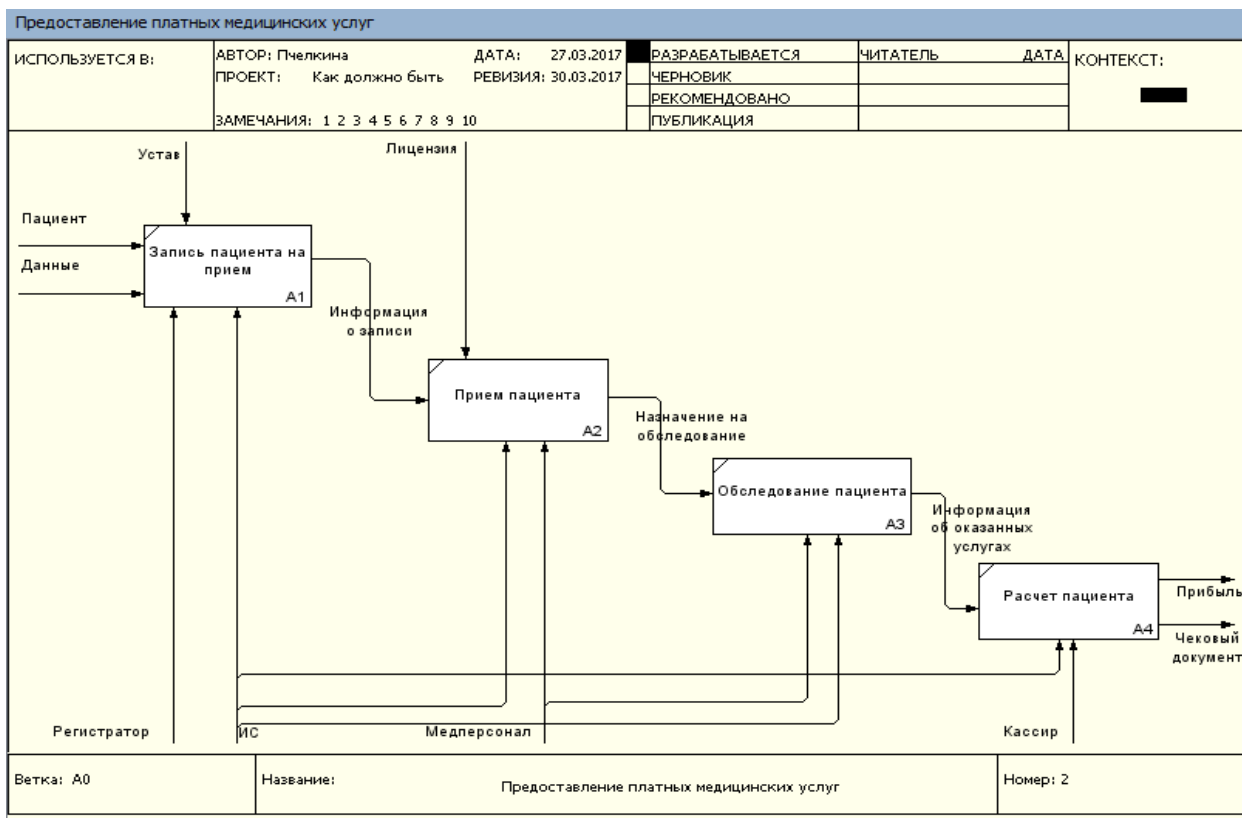 Предоставление платных медицинских услуг
ИСПОЛЬЗУЕТСЯ В:
АВТОР: Пчелкина ДАТА: 27.03.2017
ПРОЕКТ: Как должно быть РЕВИЗИЯ: 30.03.2017
ЗАМЕЧАНИЯ: 1 2 3 4 5 6 7 8 9 10
РАЗРАБАТЫВАЕТСЯ
ЧЕРНОВИК
РЕКОМЕНДОВАНО
ПУБЛИКАЦИЯ
ЧИТАТЕЛЬ ДАТА
КОНТЕКСТ:
Устав
Лицензия
Пациент
Данные
Запись пациента на
прием
A1
Информация
о записи
Прием пациента
A2
Назначение на
обследование
Обследование пациента
A3
Информация
об оказанных
услугах
Расчет пациента
A4
Прибыль
Чековый
документ
Регистратор
ИС
Медперсонал
Кассир
Ветка: A0
Название:
Предоставление платных медицинских услуг
Номер: 2